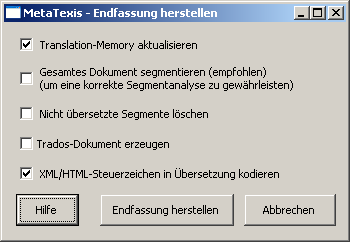 MetaTexis - Endfassung herstellen
Translation-Memory aktualisieren
Gesamtes Dokument segmentieren (empfohlen)
(um eine korrekte Segmentanalyse zu gewährleisten)
Nicht übersetzte Segmente löschen
Trados-Dokument erzeugen
XML/HTML-Steuerzeichen in Übersetzung kodieren
Hilfe
Endfassung herstellen
Abbrechen